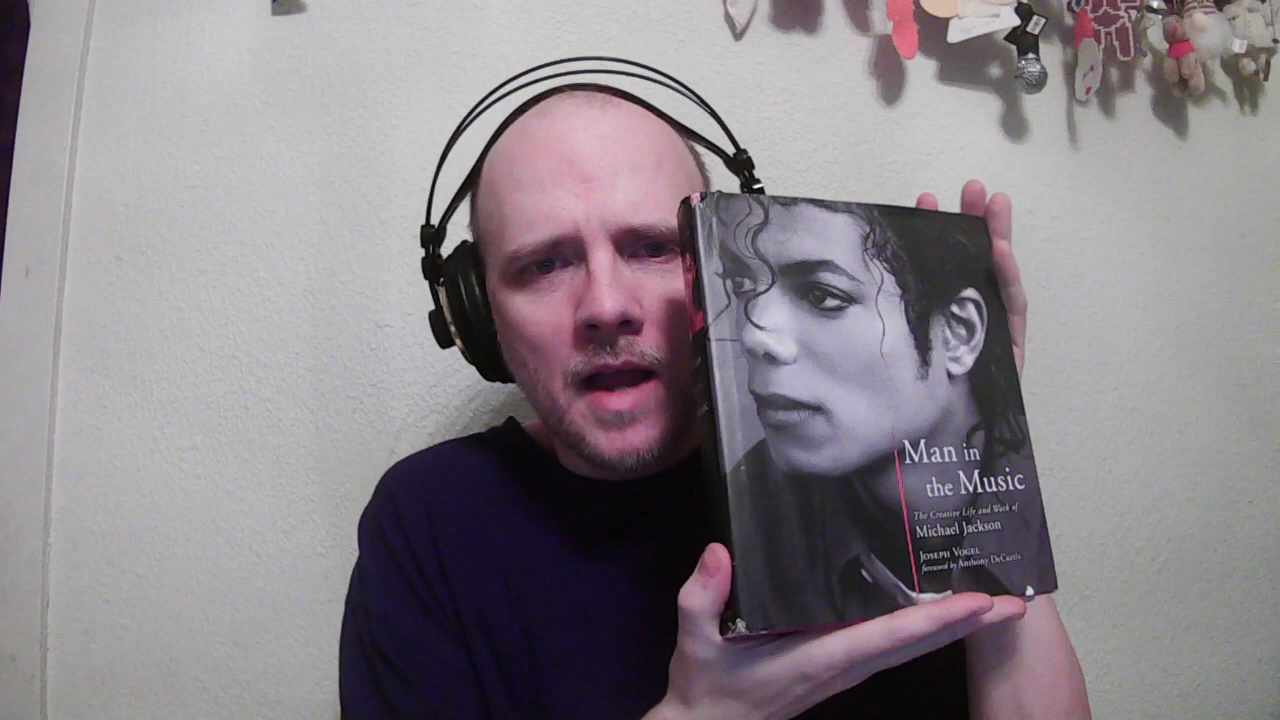 Man in
the Music
The Creative Life and Work of
Michael Jackson
Joseph Vogel
foreword by Anthony DeCurtis